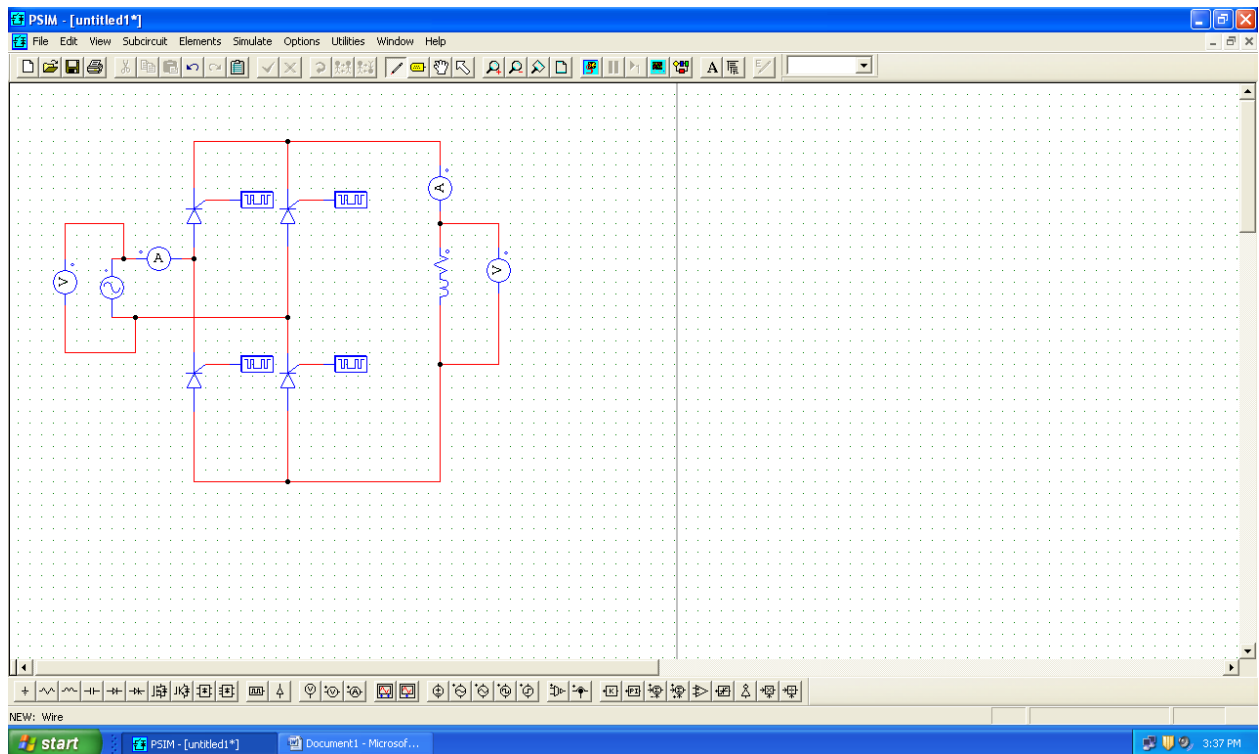 PSIM - [untitled1*]
File Edit View Subcircuit Elements Simulate Options Utilities Window Help
A
A
V
A
V
NEW: Wire
start PSIM - [untitled1*] Document1 - Microsof... 3:37 PM